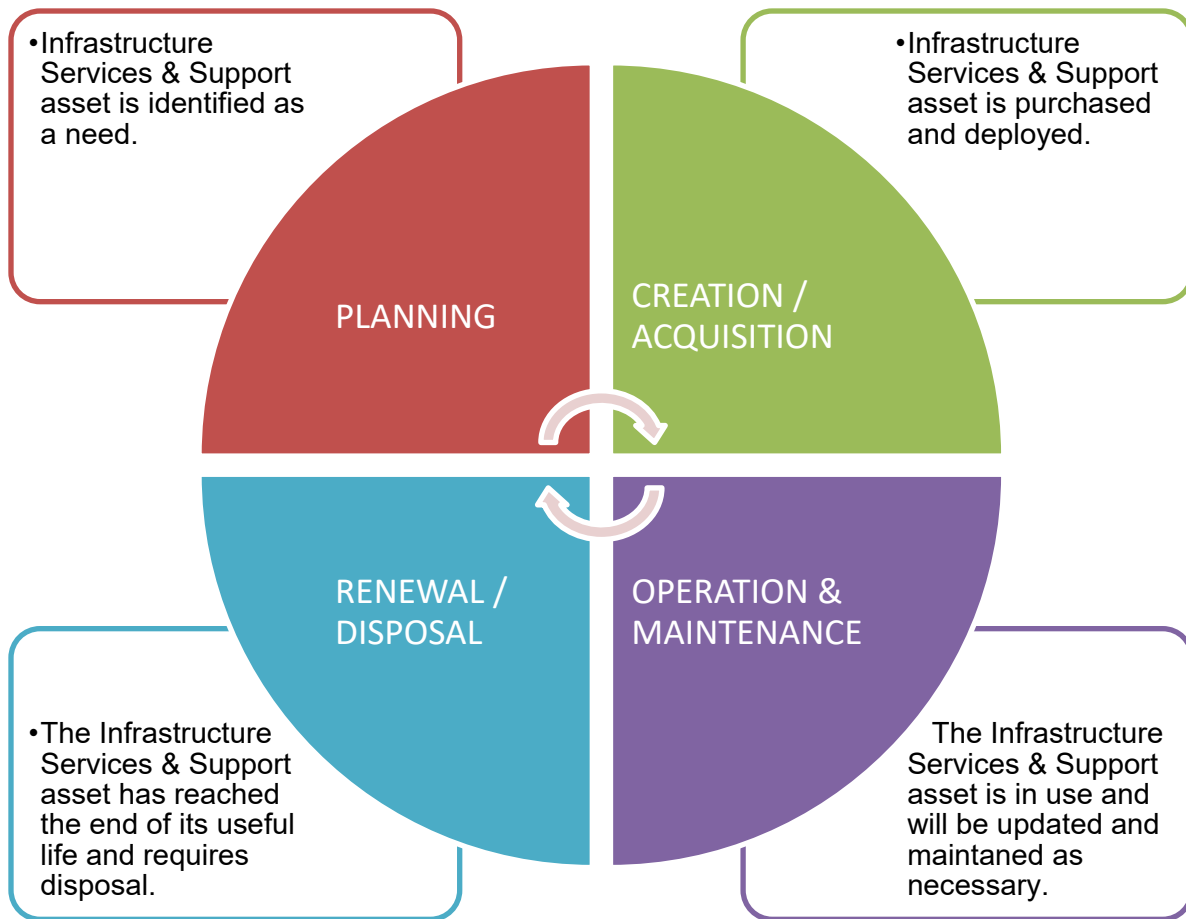 •Infrastructure
Services & Support
asset is identified as
a need.
•Infrastructure
Services & Support
asset is purchased
and deployed.
PLANNING
CREATION /
ACQUISITION
RENEWAL /
DISPOSAL
OPERATION &
MAINTENANCE
•The Infrastructure
Services & Support
asset has reached
the end of its useful
life and requires
disposal.
The Infrastructure
Services & Support
asset is in use and
will be updated and
maintaned as
necessary.